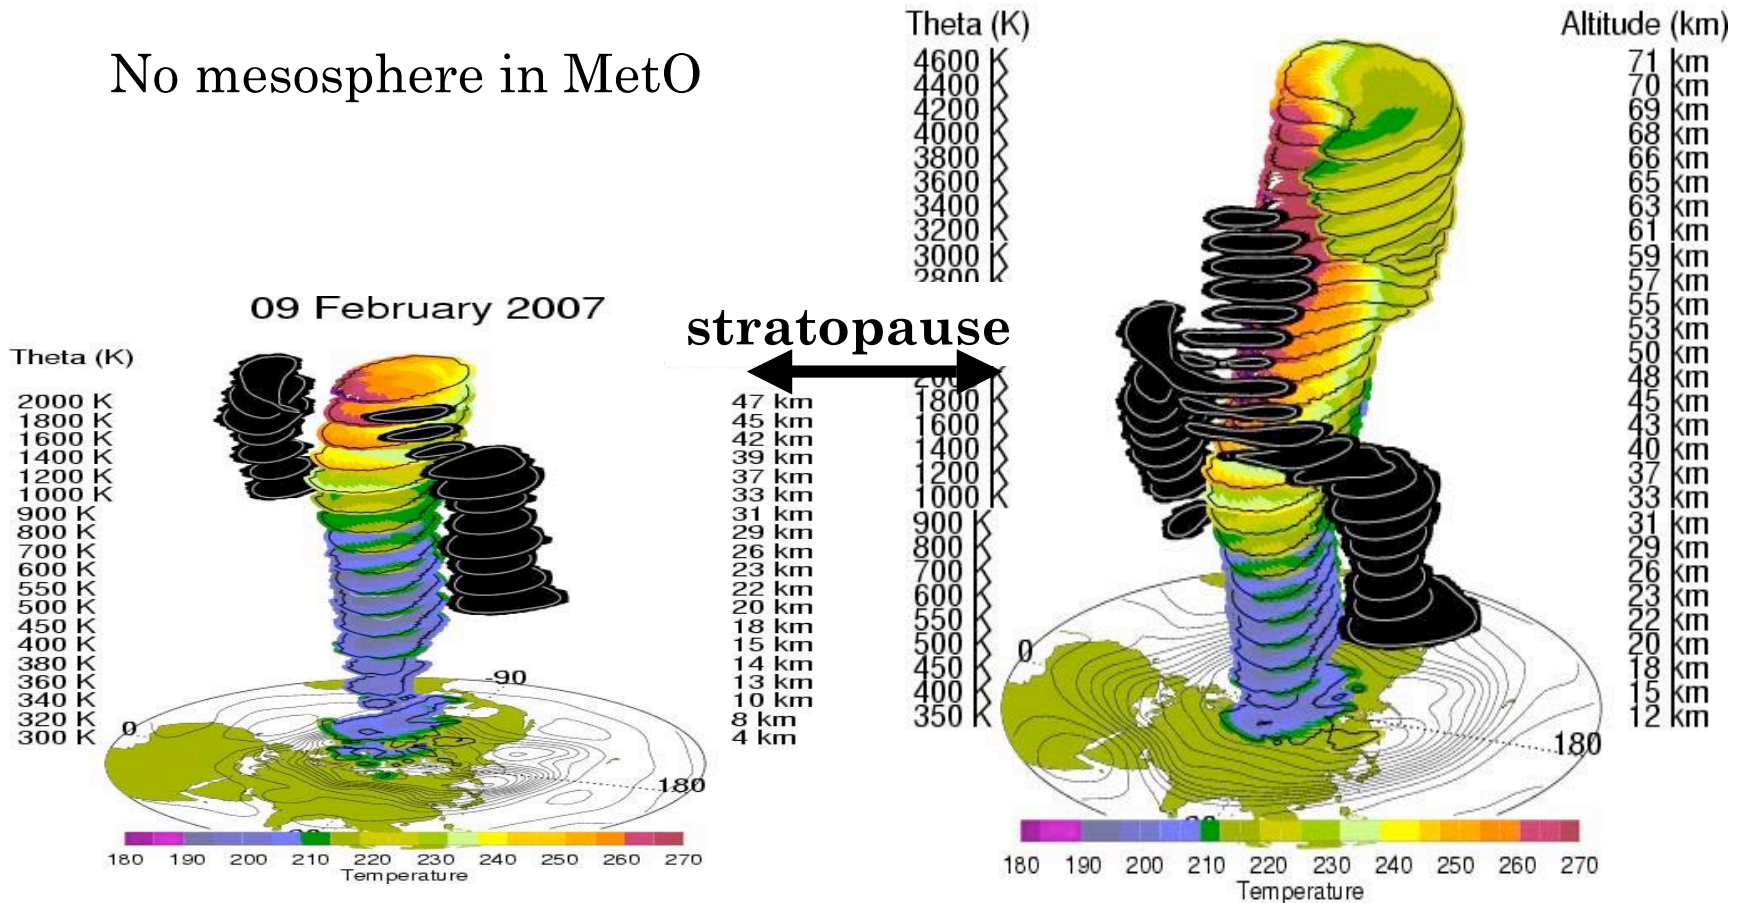 No mesosphere in MetO
09 February 2007
Theta (K)
2000 K
1800 K
1600 K
1400 K
1200 K
1000 K
900 K
800 K
700 K
600 K
550 K
500 K
450 K
400 K
380 K
360 K
340 K
320 K
300 K
47 km
45 km
42 km
39 km
37 km
33 km
31 km
29 km
26 km
23 km
22 km
20 km
18 km
15 km
14 km
13 km
10 km
8 km
4 km
-90
0
180
180 190 200 210 220 230 240 250 260 270
Temperature
stratopause
Theta (K)
4600 K
4400 K
4200 K
4000 K
3800 K
3600 K
3400 K
3200 K
3000 K
2800 K
1800 K
1600 K
1400 K
1200 K
1000 K
900 K
800 K
700 K
600 K
550 K
500 K
450 K
400 K
350 K
Altitude (km)
71 km
70 km
69 km
68 km
66 km
65 km
63 km
61 km
59 km
57 km
55 km
53 km
50 km
48 km
45 km
43 km
40 km
37 km
33 km
31 km
29 km
26 km
23 km
22 km
20 km
18 km
15 km
12 km
0
180
180 190 200 210 220 230 240 250 260 270
Temperature